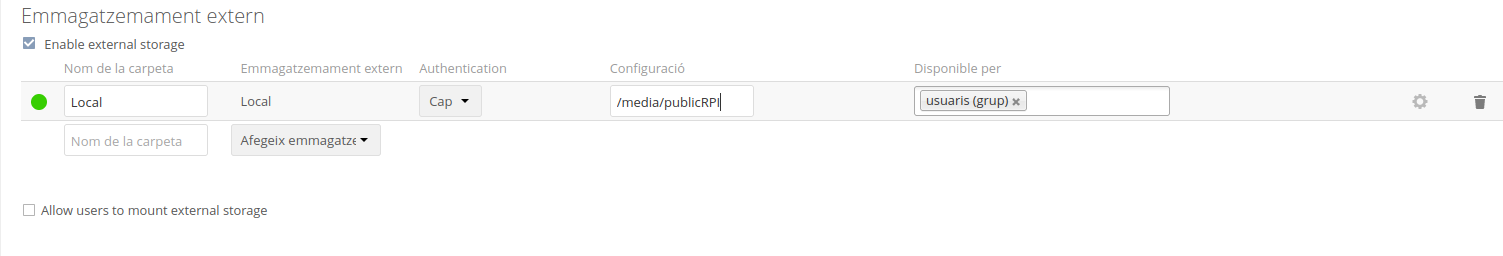 Emmagatzemament extern
Enable external storage
Nom de la carpeta Emmagatzemament extern Authentication Configuració Disponible per
Local Local Cap /media/publicRPI usuaris (grup) ×
Nom de la carpeta Afegeix emmagatze
Allow users to mount external storage